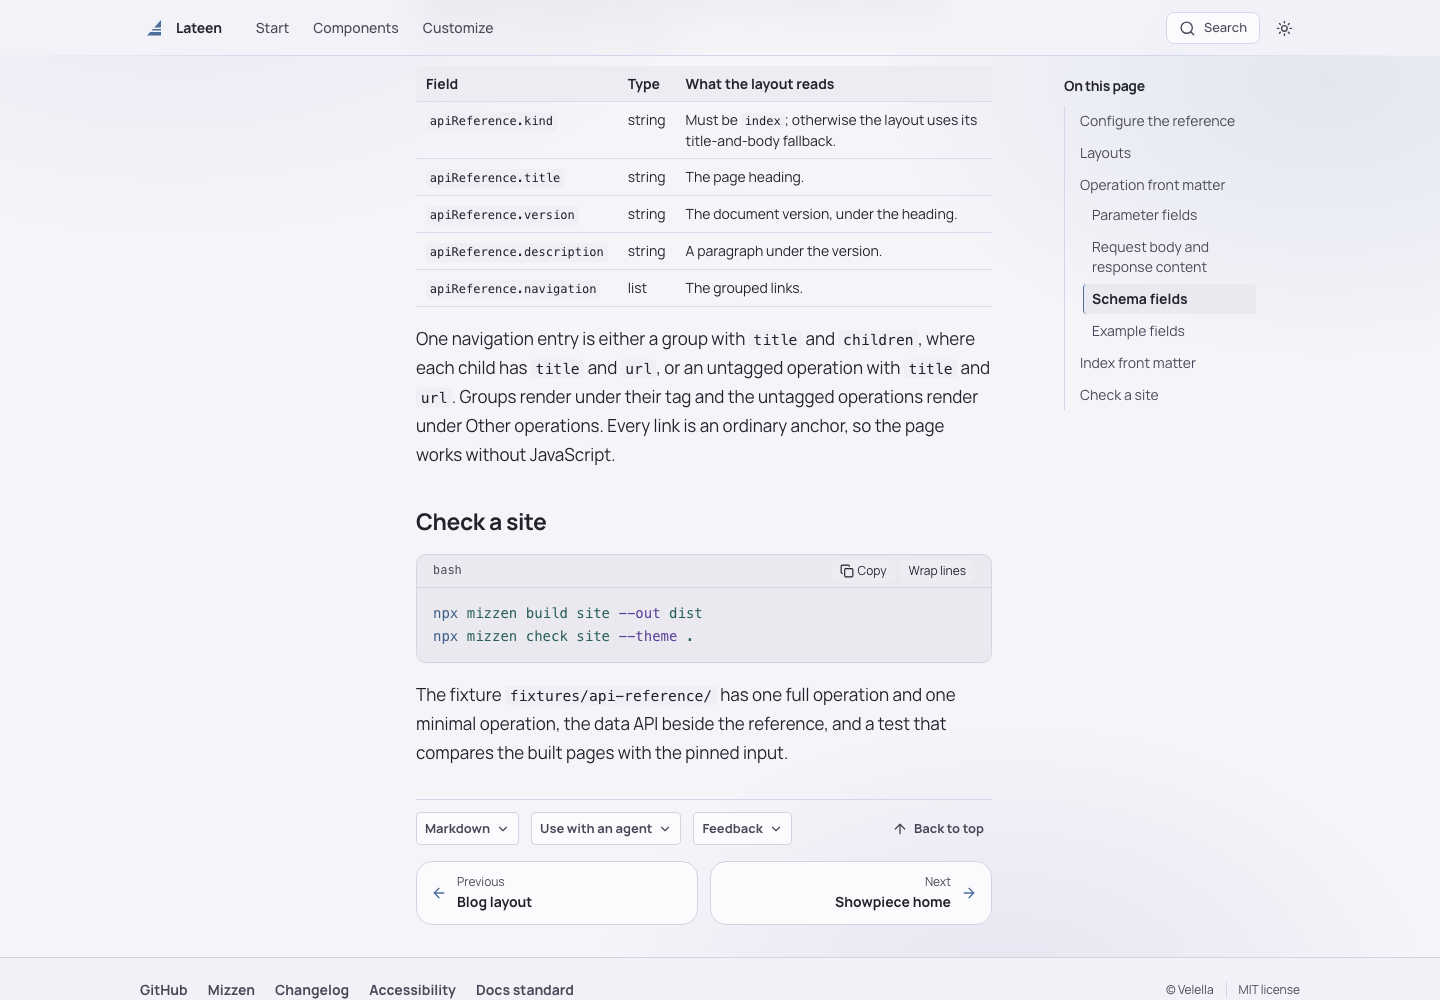 Lateen Start Components Customize Search
Field Type What the layout reads
apiReference.kind string Must be index ; otherwise the layout uses its
title-and-body fallback.
apiReference.title string The page heading.
apiReference.version string The document version, under the heading.
apiReference.description string A paragraph under the version.
apiReference.navigation list The grouped links.
One navigation entry is either a group with title and children , where
each child has title and url , or an untagged operation with title and
url . Groups render under their tag and the untagged operations render
under Other operations. Every link is an ordinary anchor, so the page
works without JavaScript.
Check a site
bash Copy Wrap lines
npx mizzen build site --out dist
npx mizzen check site --theme .
The fixture fixtures/api-reference/ has one full operation and one
minimal operation, the data API beside the reference, and a test that
compares the built pages with the pinned input.
Markdown Use with an agent Feedback Back to top
Previous
Blog layout
Next
Showpiece home
On this page
Configure the reference
Layouts
Operation front matter
Parameter fields
Request body and
response content
Schema fields
Example fields
Index front matter
Check a site
GitHub Mizzen Changelog Accessibility Docs standard © Velella MIT license